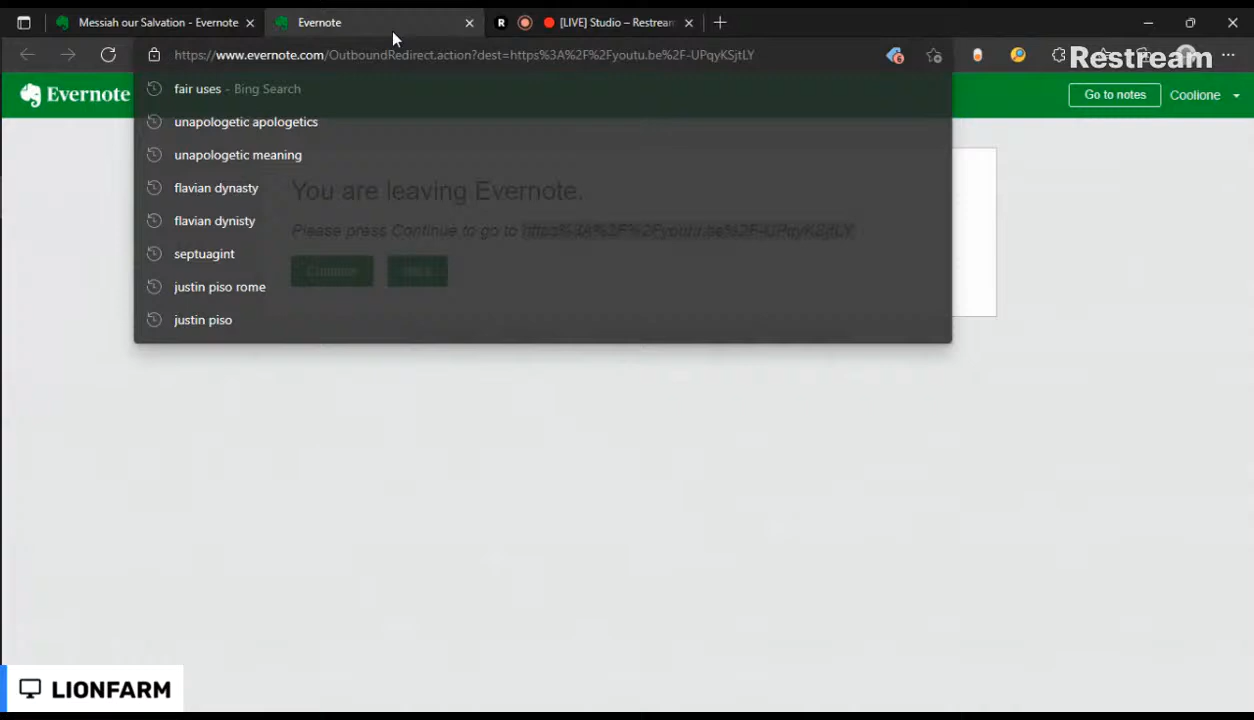 Messiah our Salvation - Evernote
Evernote
R
[LIVE] Studio – Restream
https://www.evernote.com/OutboundRedirect.action?dest=https%3A%2F%2Fyoutu.be%2F-UPqyKSjtLY
6
Restream
Evernote
Go to notes
Coolione
fair uses - Bing Search
unapologetic apologetics
unapologetic meaning
flavian dynasty
You are leaving Evernote.
flavian dynisty
Please press Continue to go to https%3A%2F%2Fyoutu.be%2F-UPqyKSjtLY.
septuagint
Continue
justin piso rome
justin piso
LIONFARM